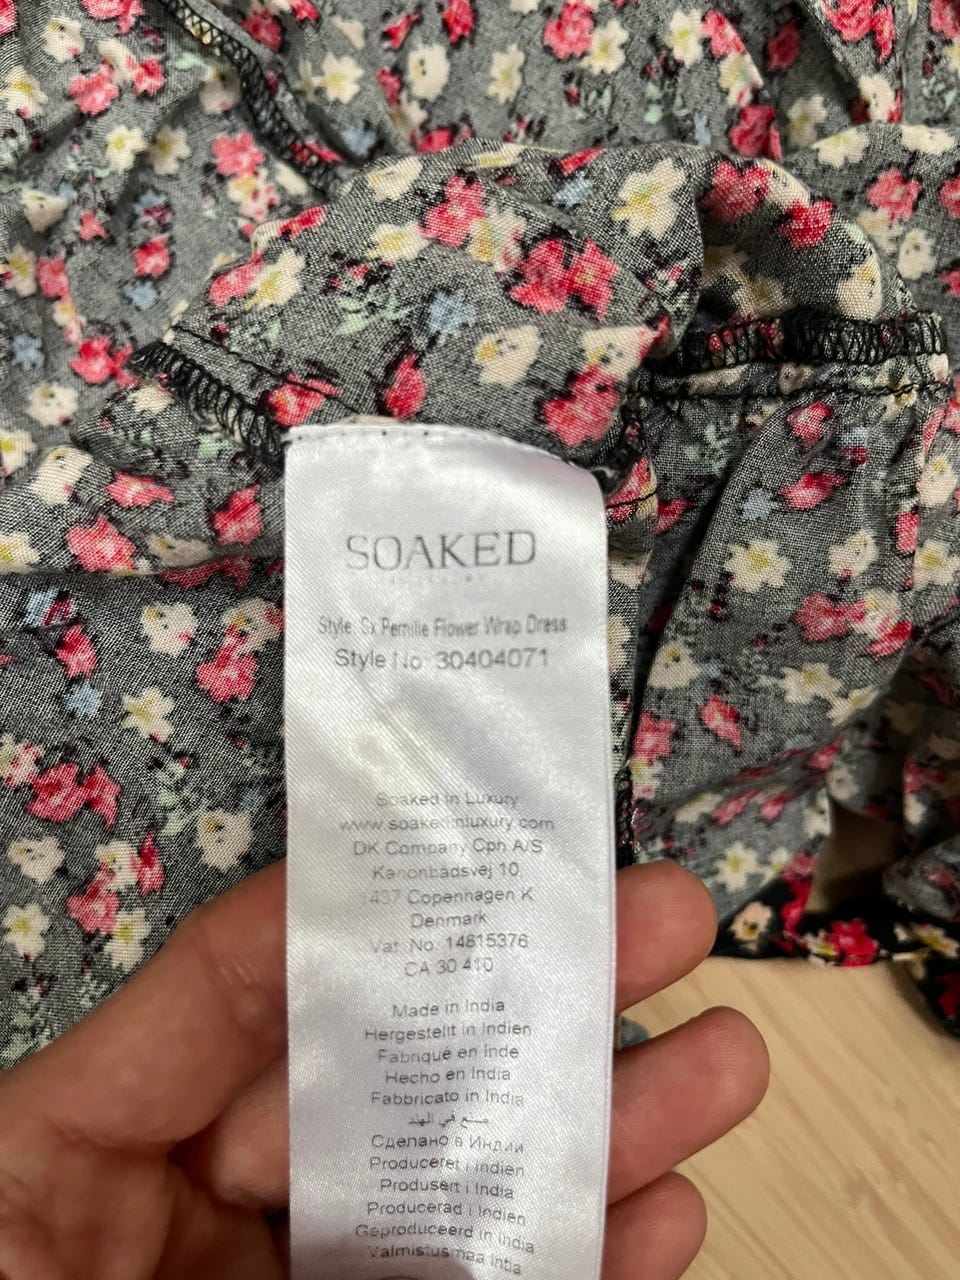 SOAKED
Style: Sx Pernille Flower Wrap Dress
Style No: 30404071
Soaked in Luxury
www.soakedinluxury.com
DK Company Cph A/S
Kanonbådsvej 10,
1437 Copenhagen K
Denmark
Vat. No. 14815376
CA 30 410
Made in India
Hergestellt in Indien
Fabriqué en Inde
Hecho en India
Fabbricato in India
صنع في الهند
Сделано в Индии
Produceret i Indien
Produsert i India
Producerad i Indien
Geproduceerd in India
Valmistusmaa Intia